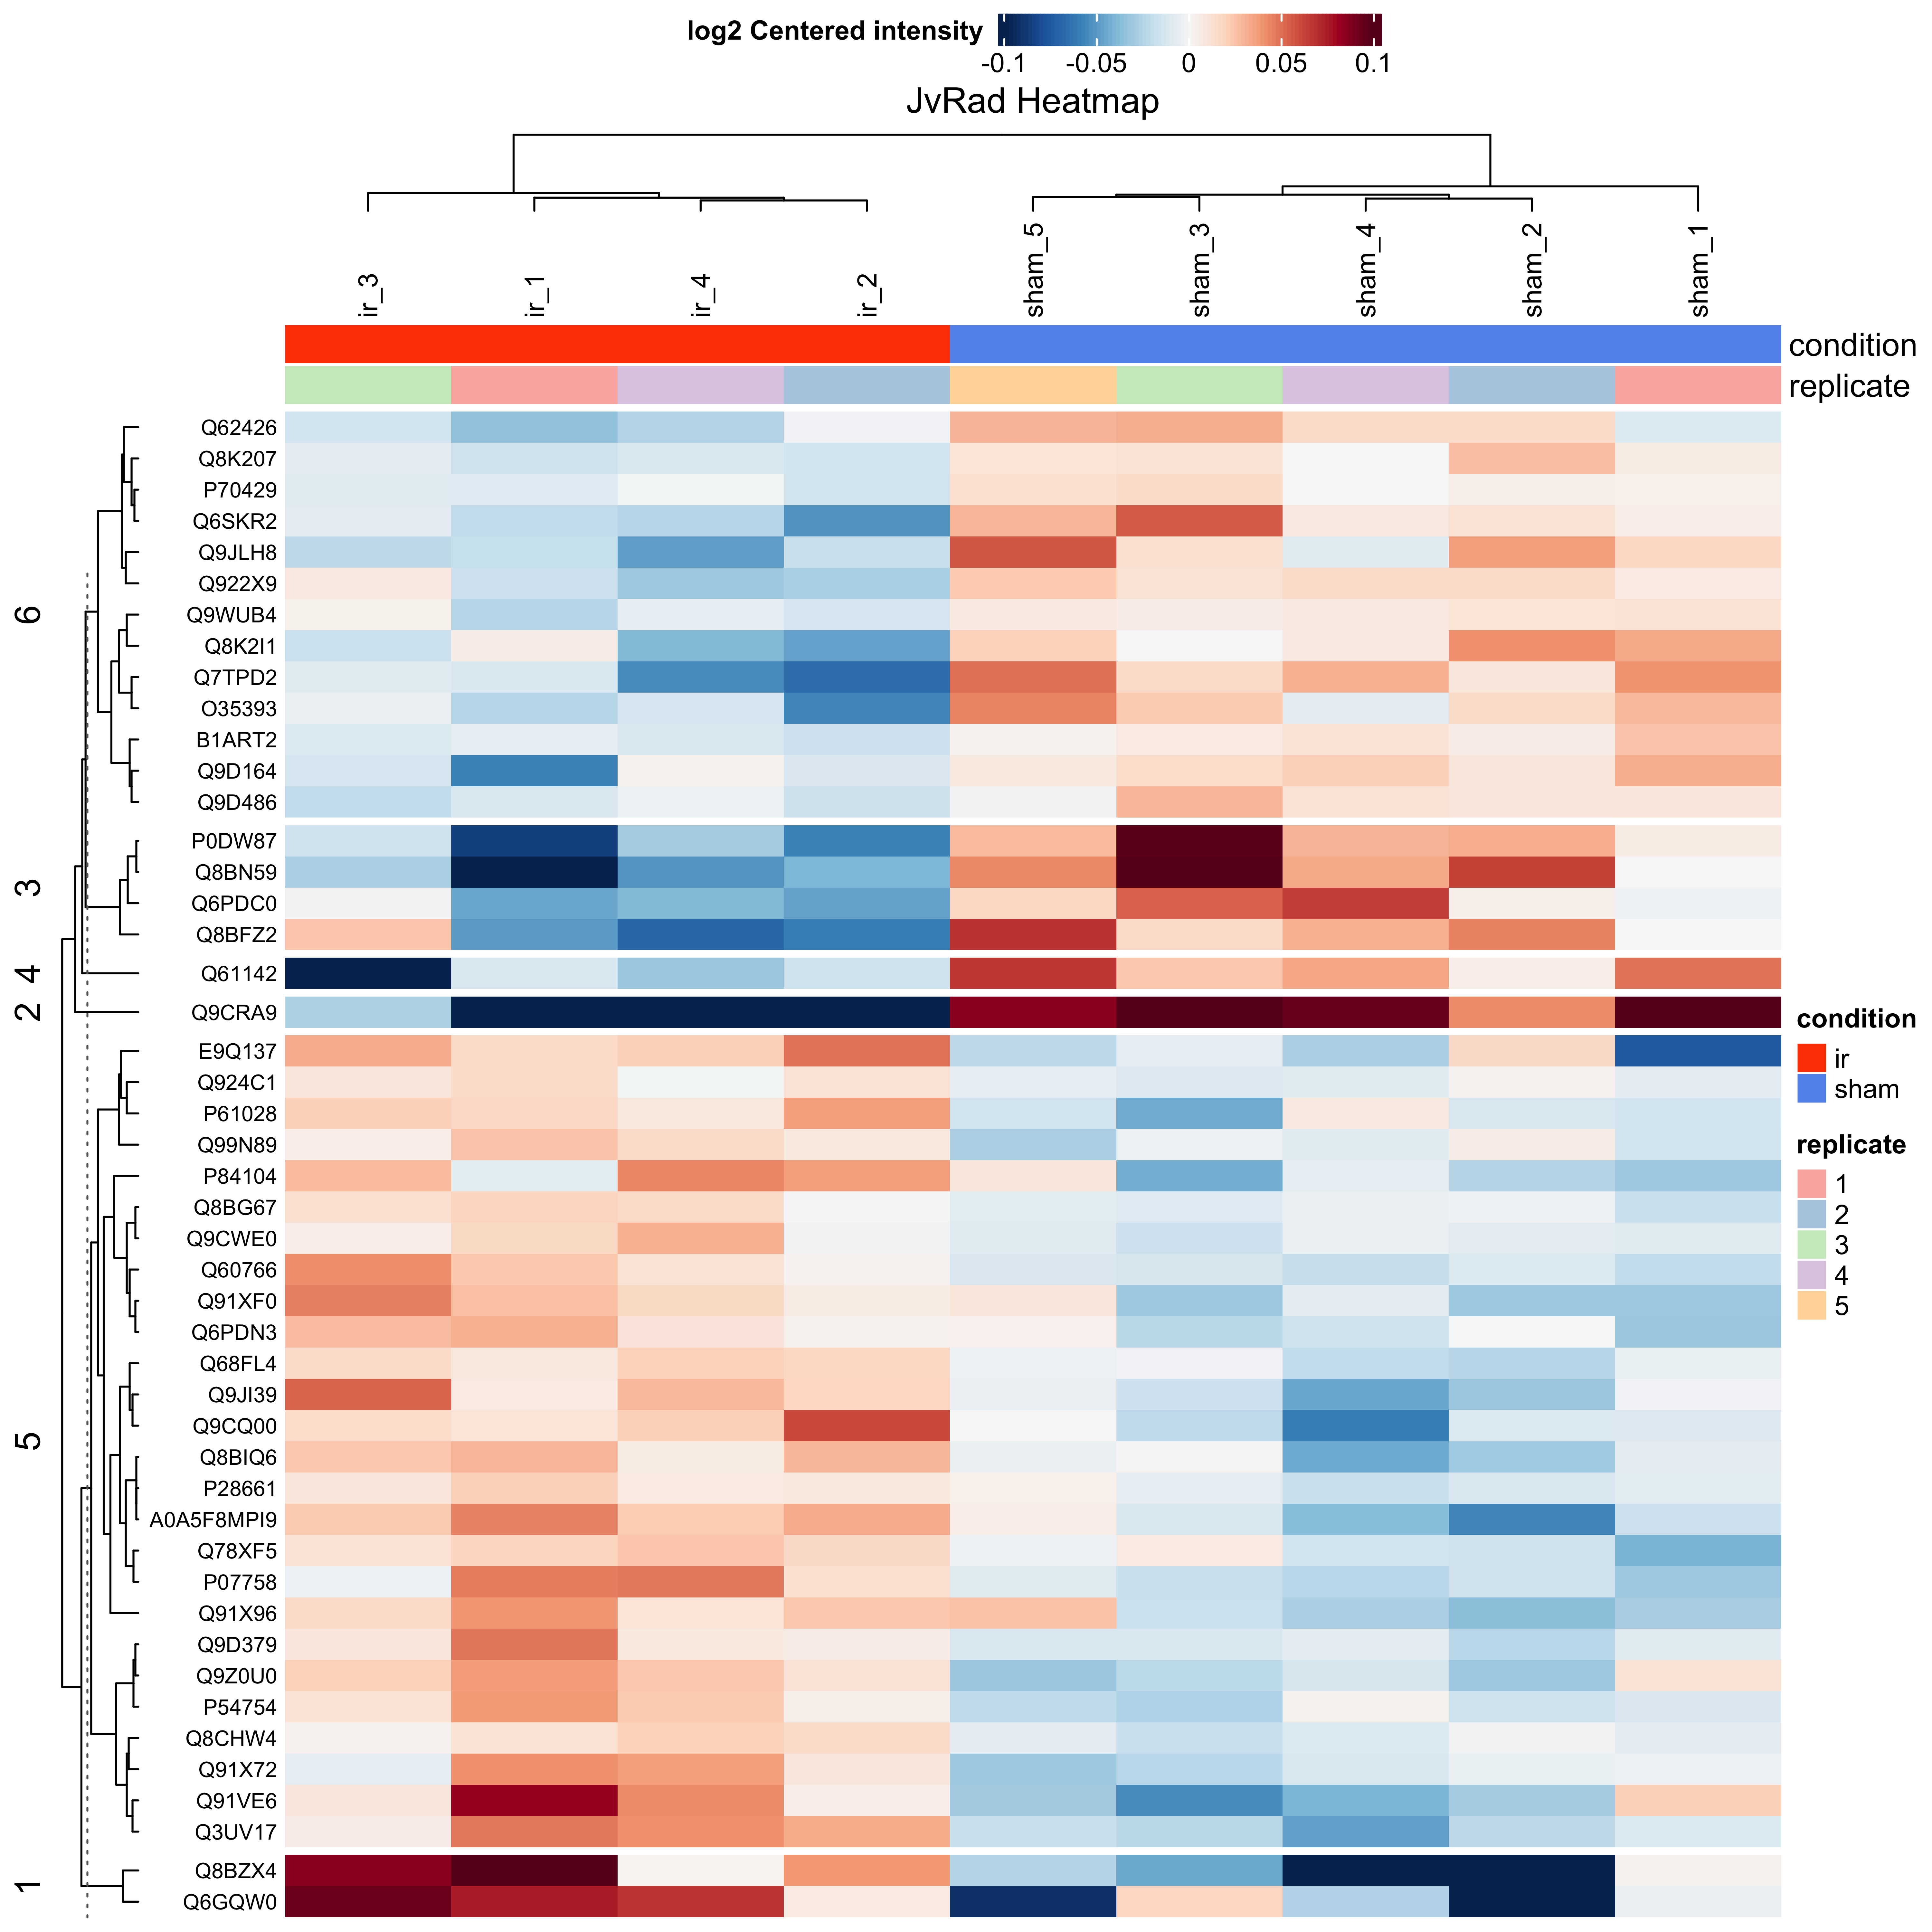 log2 Centered intensity
-0.1 -0.05 0 0.05 0.1
JvRad Heatmap
ir_3 ir_1 ir_4 ir_2 sham_5 sham_3 sham_4 sham_2 sham_1
condition
replicate
6
Q62426
Q8K207
P70429
Q6SKR2
Q9JLH8
Q922X9
Q9WUB4
Q8K2I1
Q7TPD2
O35393
B1ART2
Q9D164
Q9D486
3
P0DW87
Q8BN59
Q6PDC0
Q8BFZ2
4
Q61142
2
Q9CRA9
5
E9Q137
Q924C1
P61028
Q99N89
P84104
Q8BG67
Q9CWE0
Q60766
Q91XF0
Q6PDN3
Q68FL4
Q9JI39
Q9CQ00
Q8BIQ6
P28661
A0A5F8MPI9
Q78XF5
P07758
Q91X96
Q9D379
Q9Z0U0
P54754
Q8CHW4
Q91X72
Q91VE6
Q3UV17
1
Q8BZX4
Q6GQW0
condition
ir
sham
replicate
1
2
3
4
5